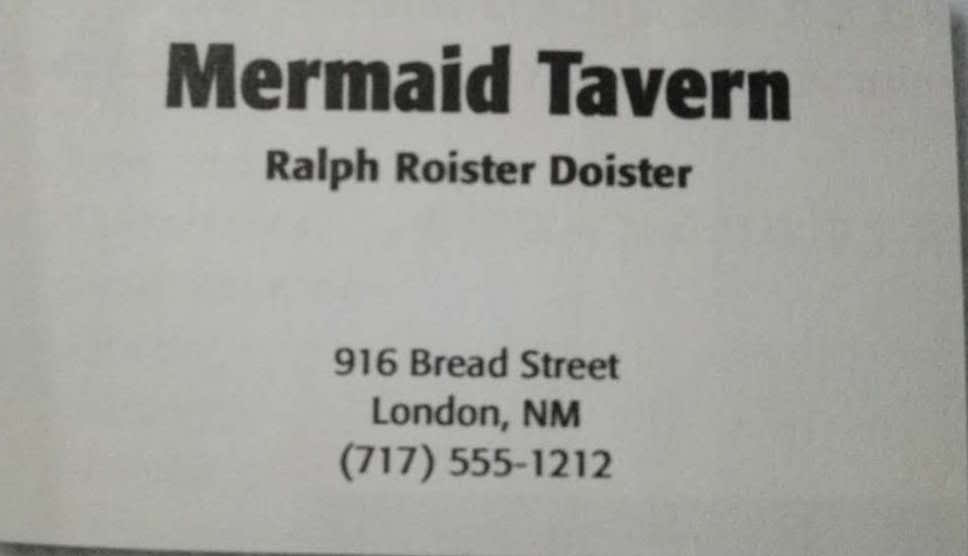 Mermaid Tavern
Ralph Roister Doister
916 Bread Street
London, NM
(717) 555-1212